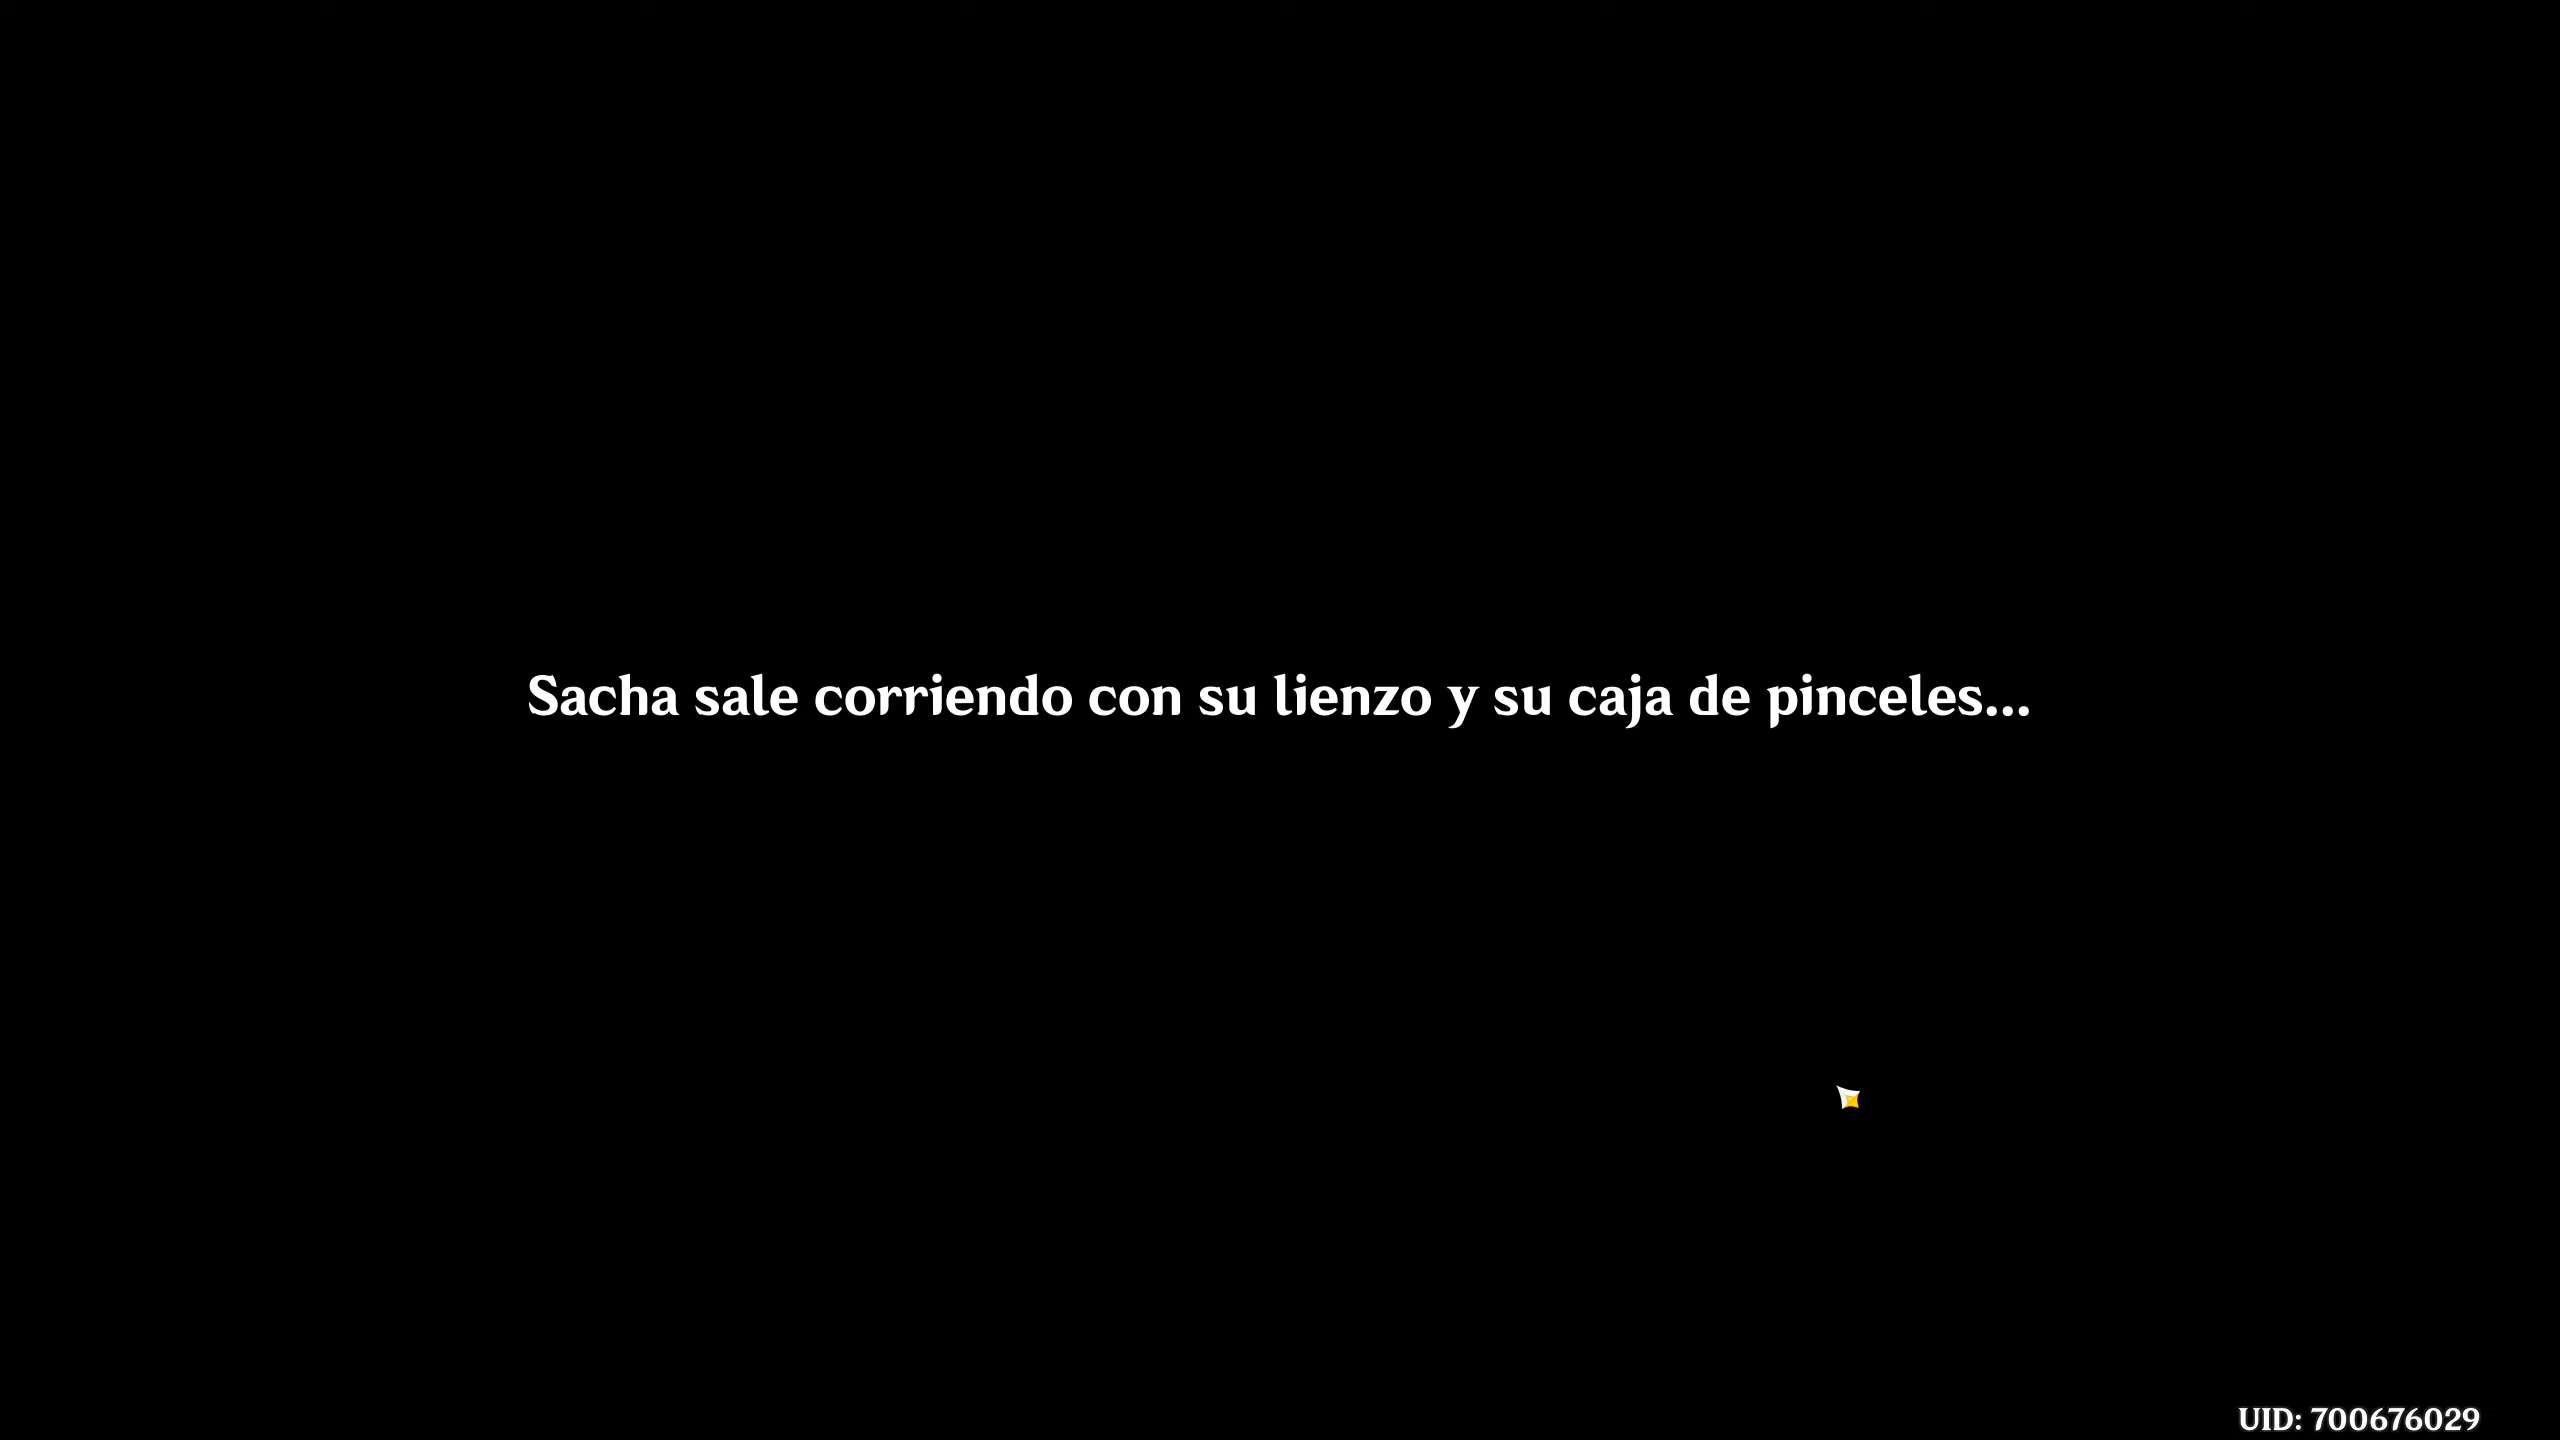 Sacha sale corriendo con su lienzo y su caja de pinceles...
UID: 700676029